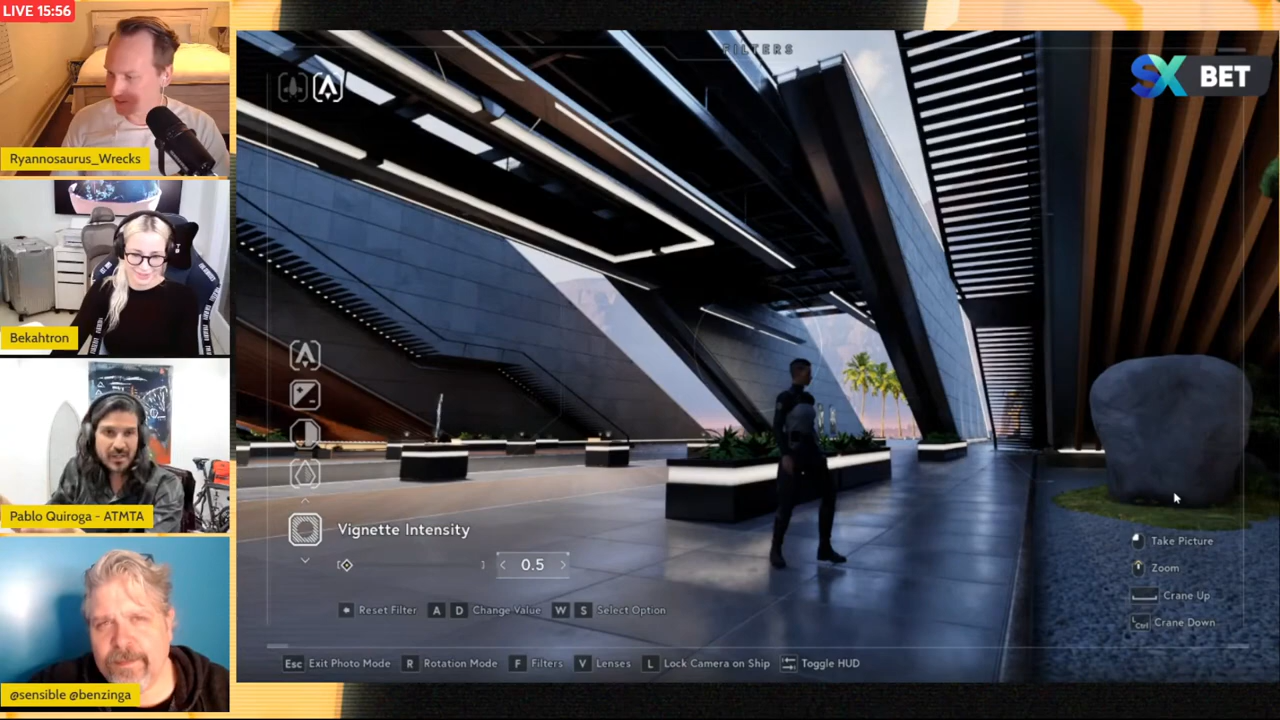 LIVE 15:56
Ryannosaurus_Wrecks
Bekahtron
Pablo Quiroga - ATMTA
@sensible @benzinga
FILTERS
SX BET
Vignette Intensity
0.5
Reset Filter A D Change Value W S Select Option
Esc Exit Photo Mode R Rotation Mode F Filters V Lenses L Lock Camera on Ship Toggle HUD
Take Picture
Zoom
Crane Up
Ctrl Crane Down